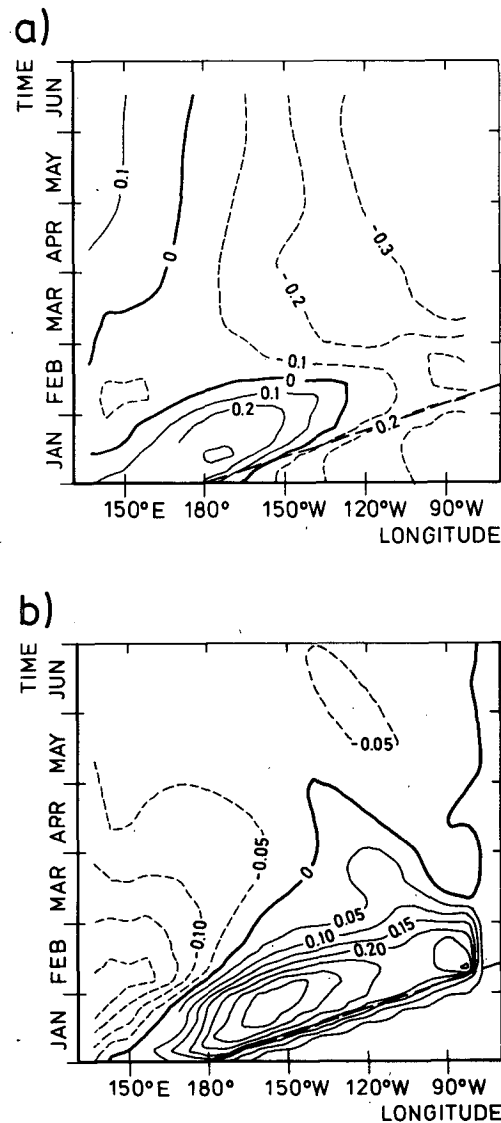 a)
TIME
JUN
MAY
APR
MAR
FEB
JAN
0.1
0
-0.3
-0.2
0.1
0
0.1
0.2
0.2
150°E 180° 150°W 120°W 90°W
LONGITUDE
b)
TIME
JUN
MAY
APR
MAR
FEB
JAN
-0.05
-0.05
0
0.10
0.05
0.10
0.15
0.20
150°E 180° 150°W 120°W 90°W
LONGITUDE